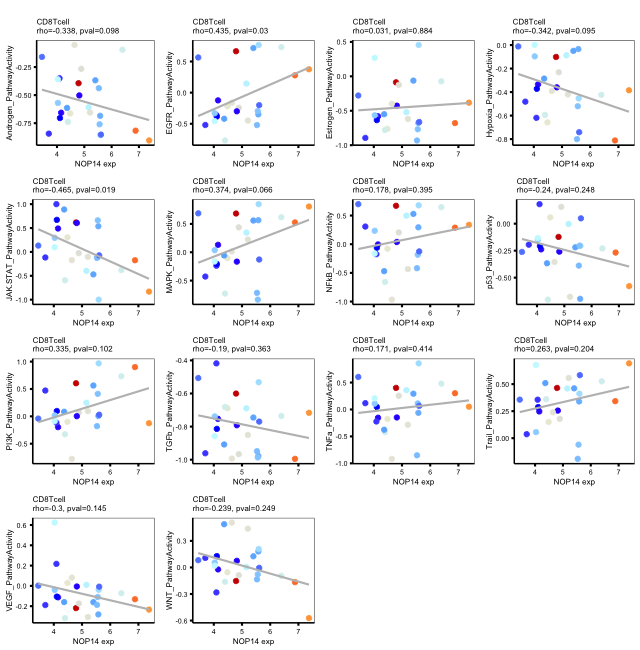 CD8Tcell
rho=-0.338, pval=0.098
Androgen_PathwayActivity
-0.25
-0.50
-0.75
4 5 6 7
NOP14 exp
CD8Tcell
rho=0.435, pval=0.03
EGFR_PathwayActivity
0.5
0.0
-0.5
4 5 6 7
NOP14 exp
CD8Tcell
rho=0.031, pval=0.884
Estrogen_PathwayActivity
0.5
0.0
-0.5
-1.0
4 5 6 7
NOP14 exp
CD8Tcell
rho=-0.342, pval=0.095
Hypoxia_PathwayActivity
0.0
-0.2
-0.4
-0.6
-0.8
4 5 6 7
NOP14 exp
CD8Tcell
rho=-0.465, pval=0.019
JAK.STAT_PathwayActivity
1.0
0.5
0.0
-0.5
-1.0
4 5 6 7
NOP14 exp
CD8Tcell
rho=0.374, pval=0.066
MAPK_PathwayActivity
0.5
0.0
-0.5
4 5 6 7
NOP14 exp
CD8Tcell
rho=0.178, pval=0.395
NFkB_PathwayActivity
0.5
0.0
-0.5
-1.0
4 5 6 7
NOP14 exp
CD8Tcell
rho=-0.24, pval=0.248
p53_PathwayActivity
0.00
-0.25
-0.50
4 5 6 7
NOP14 exp
CD8Tcell
rho=0.335, pval=0.102
PI3K_PathwayActivity
1.0
0.5
0.0
-0.5
4 5 6 7
NOP14 exp
CD8Tcell
rho=-0.19, pval=0.363
TGFb_PathwayActivity
-0.4
-0.6
-0.8
-1.0
4 5 6 7
NOP14 exp
CD8Tcell
rho=0.171, pval=0.414
TNFa_PathwayActivity
1.0
0.5
0.0
-0.5
-1.0
4 5 6 7
NOP14 exp
CD8Tcell
rho=0.263, pval=0.204
Trail_PathwayActivity
0.50
0.25
0.00
4 5 6 7
NOP14 exp
CD8Tcell
rho=-0.3, pval=0.145
VEGF_PathwayActivity
0.6
0.4
0.2
0.0
-0.2
4 5 6 7
NOP14 exp
CD8Tcell
rho=-0.239, pval=0.249
WNT_PathwayActivity
0.3
0.0
-0.3
-0.6
4 5 6 7
NOP14 exp